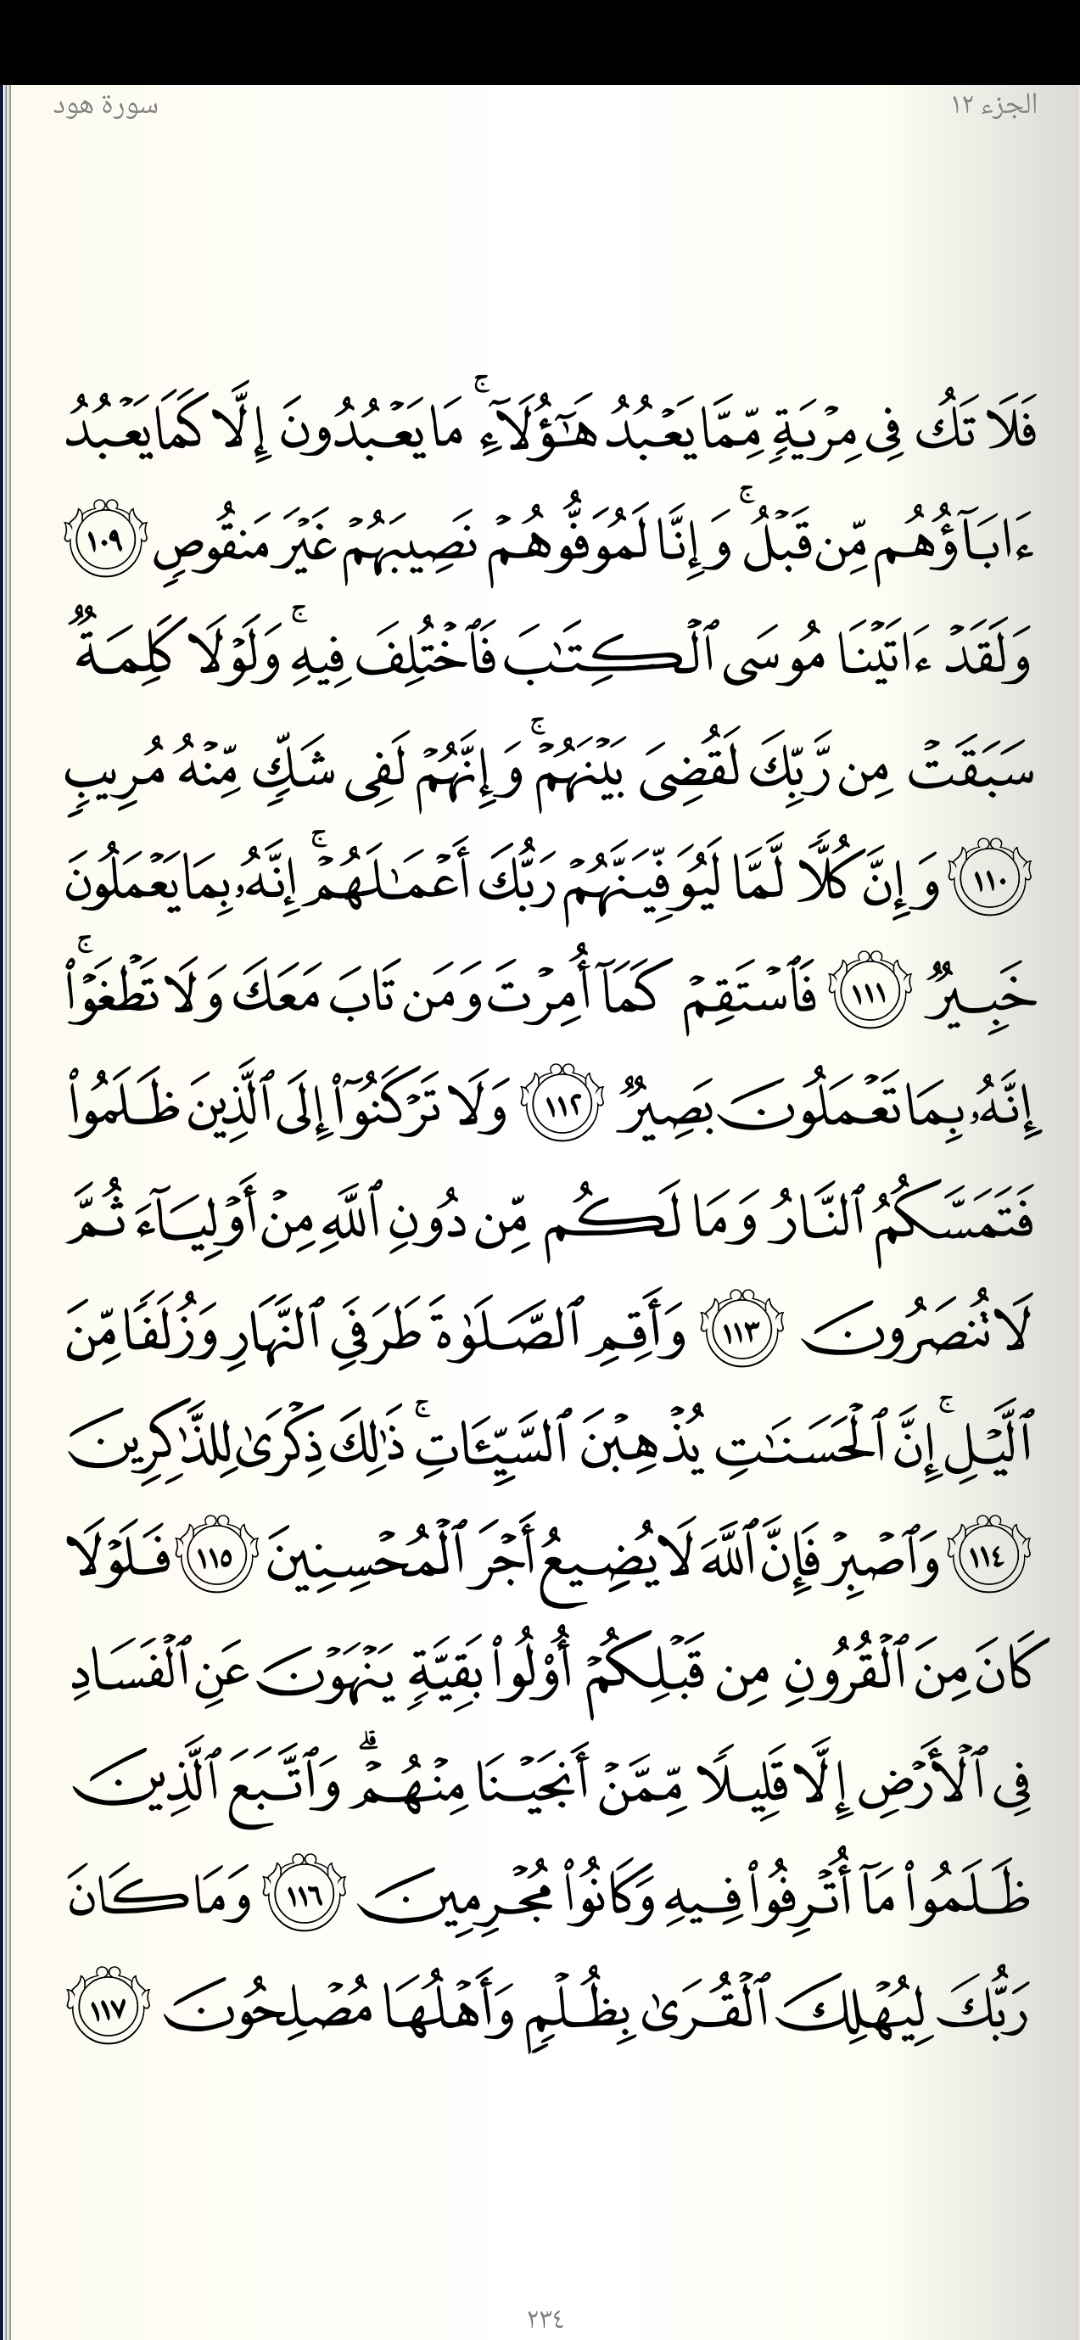 الجزء ١٢
سورة هود
فَلَا تَكُ فِي مِرۡيَةٖ مِّمَّا يَعۡبُدُ هَٰٓؤُلَآءِۚ مَا يَعۡبُدُونَ إِلَّا كَمَا يَعۡبُدُ
ءَابَآؤُهُم مِّن قَبۡلُۚ وَإِنَّا لَمُوَفُّوهُمۡ نَصِيبَهُمۡ غَيۡرَ مَنقُوصٖ ١٠٩
وَلَقَدۡ ءَاتَيۡنَا مُوسَى ٱلۡكِتَٰبَ فَٱخۡتُلِفَ فِيهِۚ وَلَوۡلَا كَلِمَةٞ
سَبَقَتۡ مِن رَّبِّكَ لَقُضِيَ بَيۡنَهُمۡۚ وَإِنَّهُمۡ لَفِي شَكّٖ مِّنۡهُ مُرِيبٖ
١١٠ وَإِنَّ كُلّٗا لَّمَّا لَيُوَفِّيَنَّهُمۡ رَبُّكَ أَعۡمَٰلَهُمۡۚ إِنَّهُۥ بِمَا يَعۡمَلُونَ
خَبِيرٞ ١١١ فَٱسۡتَقِمۡ كَمَآ أُمِرۡتَ وَمَن تَابَ مَعَكَ وَلَا تَطۡغَوۡاْۚ
إِنَّهُۥ بِمَا تَعۡمَلُونَ بَصِيرٞ ١١٢ وَلَا تَرۡكَنُوٓاْ إِلَى ٱلَّذِينَ ظَلَمُواْ
فَتَمَسَّكُمُ ٱلنَّارُ وَمَا لَكُم مِّن دُونِ ٱللَّهِ مِنۡ أَوۡلِيَآءَ ثُمَّ
لَا تُنصَرُونَ ١١٣ وَأَقِمِ ٱلصَّلَوٰةَ طَرَفَيِ ٱلنَّهَارِ وَزُلَفٗا مِّنَ
ٱلَّيۡلِۚ إِنَّ ٱلۡحَسَنَٰتِ يُذۡهِبۡنَ ٱلسَّيِّـَٔاتِۚ ذَٰلِكَ ذِكۡرَىٰ لِلذَّٰكِرِينَ
١١٤ وَٱصۡبِرۡ فَإِنَّ ٱللَّهَ لَا يُضِيعُ أَجۡرَ ٱلۡمُحۡسِنِينَ ١١٥ فَلَوۡلَا
كَانَ مِنَ ٱلۡقُرُونِ مِن قَبۡلِكُمۡ أُوْلُواْ بَقِيَّةٖ يَنۡهَوۡنَ عَنِ ٱلۡفَسَادِ
فِي ٱلۡأَرۡضِ إِلَّا قَلِيلٗا مِّمَّنۡ أَنجَيۡنَا مِنۡهُمۡۗ وَٱتَّبَعَ ٱلَّذِينَ
ظَلَمُواْ مَآ أُتۡرِفُواْ فِيهِ وَكَانُواْ مُجۡرِمِينَ ١١٦ وَمَا كَانَ
رَبُّكَ لِيُهۡلِكَ ٱلۡقُرَىٰ بِظُلۡمٖ وَأَهۡلُهَا مُصۡلِحُونَ ١١٧
٢٣٤